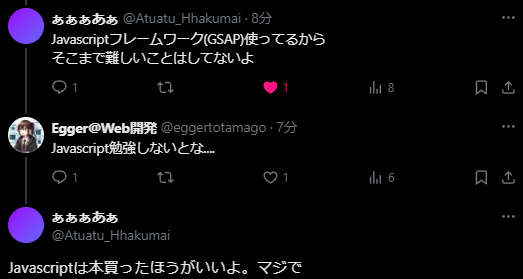 ぁぁぁあぁ @Atuatu_Hhakumai · 8分
Javascriptフレームワーク(GSAP)使ってるから
そこまで難しいことはしてないよ
1 1 8
Egger@Web開発 @eggertotamago · 7分
Javascript勉強しないとな....
1 1 6
ぁぁぁあぁ
@Atuatu_Hhakumai
Javascriptは本買ったほうがいいよ。マジで